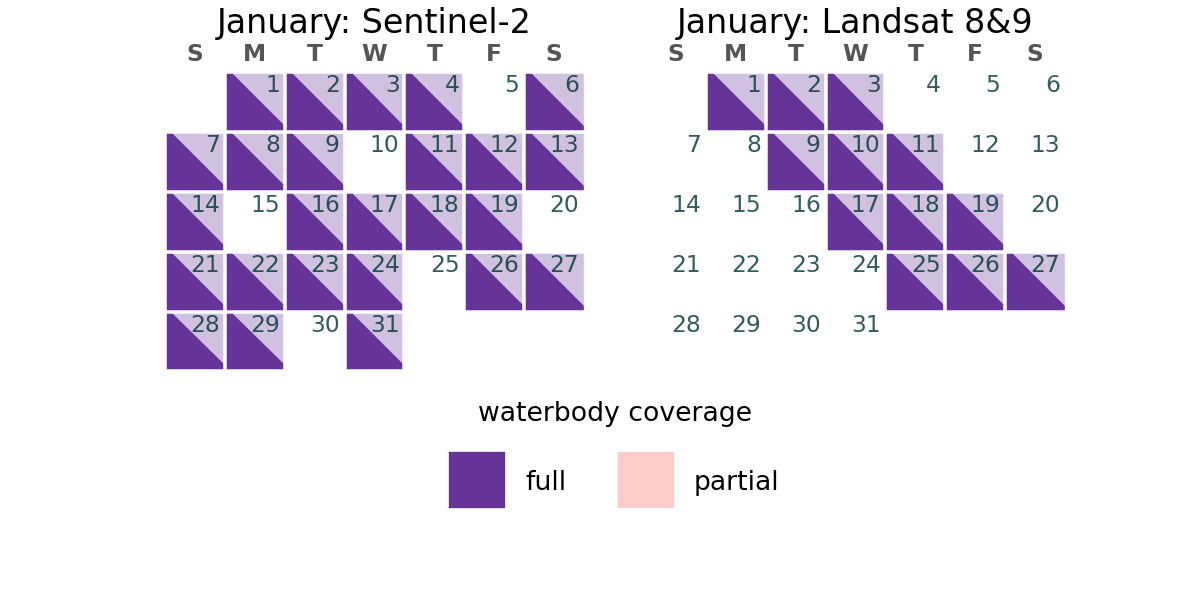 January: Sentinel-2
S M T W T F S
1 2 3 4 5 6
7 8 9 10 11 12 13
14 15 16 17 18 19 20
21 22 23 24 25 26 27
28 29 30 31
January: Landsat 8&9
S M T W T F S
1 2 3 4 5 6
7 8 9 10 11 12 13
14 15 16 17 18 19 20
21 22 23 24 25 26 27
28 29 30 31
waterbody coverage
full partial